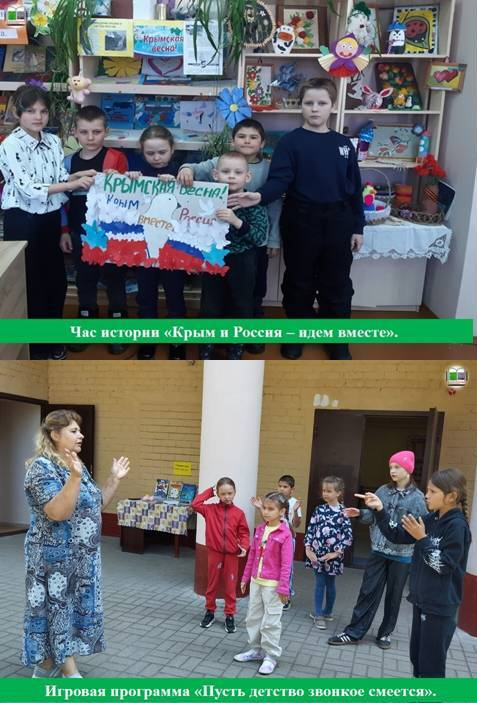 Крымская
весна!
КРЫМСКАЯ ВЕСНА!
Крым
Россия
ВМЕСТЕ
Час истории «Крым и Россия – идем вместе».
Игровая программа «Пусть детство звонкое смеется».